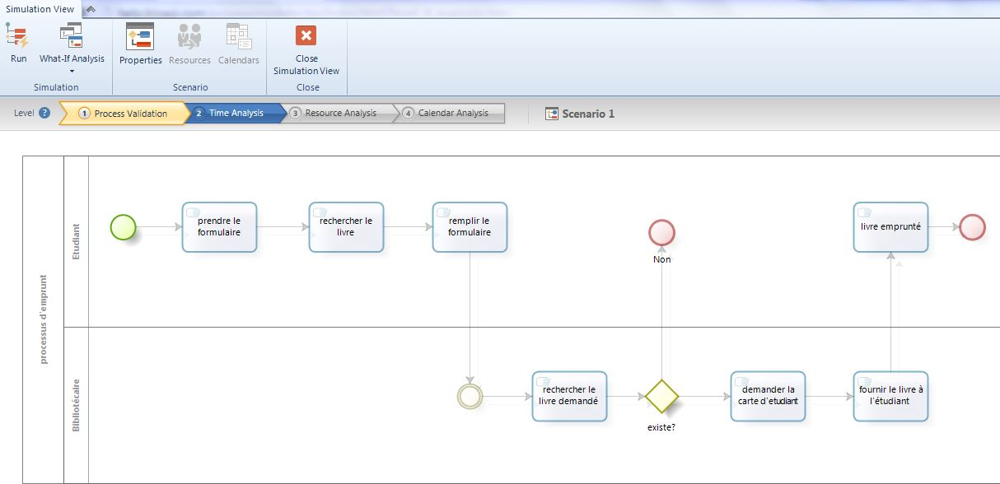 Simulation View
Run
What-If Analysis
Properties
Resources
Calendars
Close
Simulation View
Simulation
Scenario
Close
Level ?
1 Process Validation
2 Time Analysis
3 Resource Analysis
4 Calendar Analysis
Scenario 1
processus d'emprunt
Etudiant
prendre le
formulaire
rechercher le
livre
remplir le
formulaire
Non
livre emprunté
Bibliotécaire
rechercher le
livre demandé
existe?
demander la
carte d'etudiant
fournir le livre à
l'étudiant